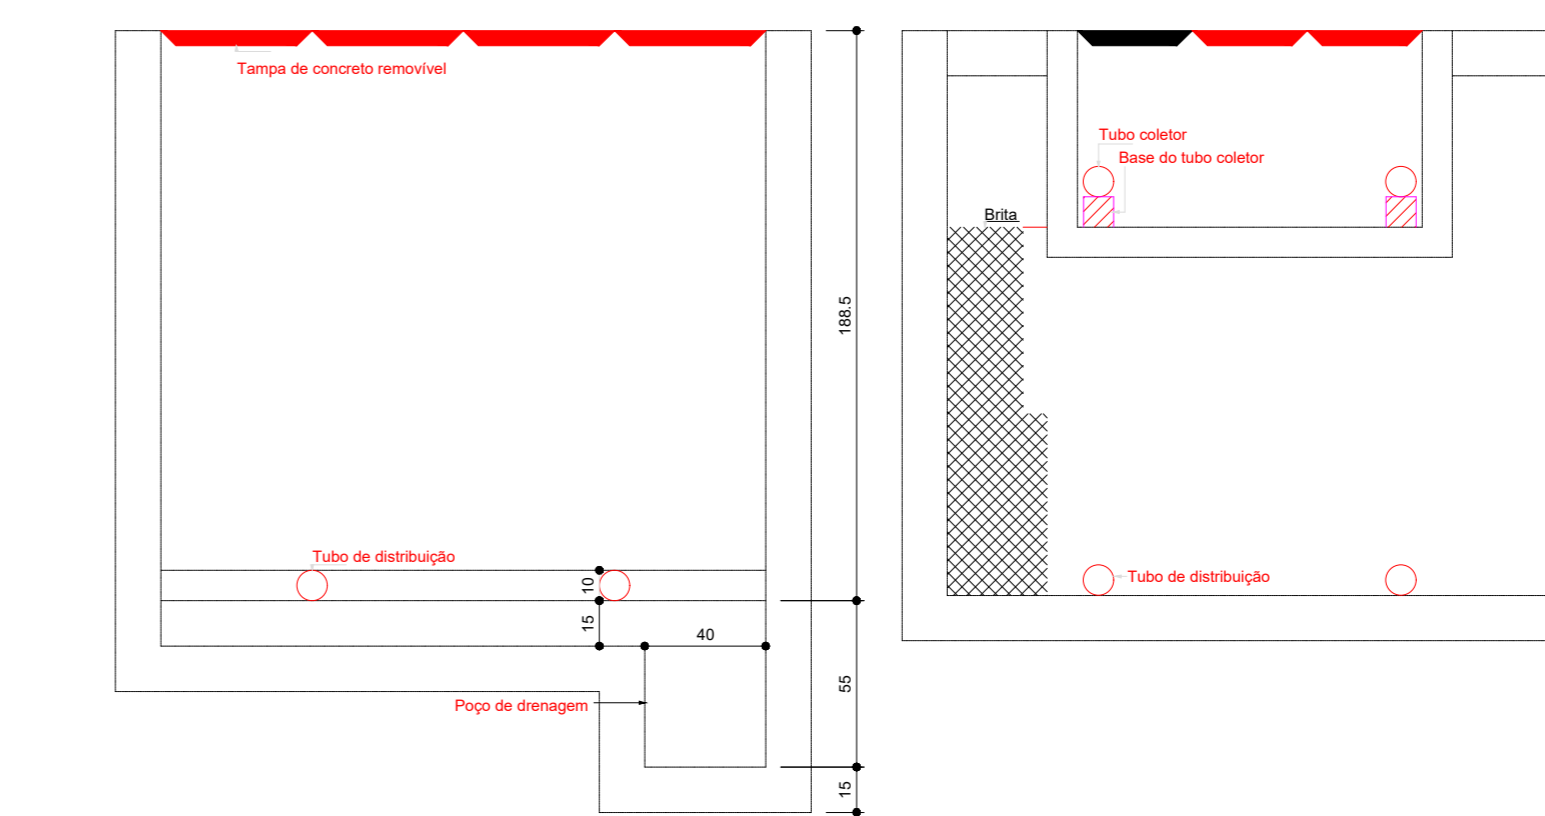 Tampa de concreto removível
Tubo coletor
Base do tubo coletor
Brita
188.5
Tubo de distribuição
10
Tubo de distribuição
15
40
Poço de drenagem
55
15